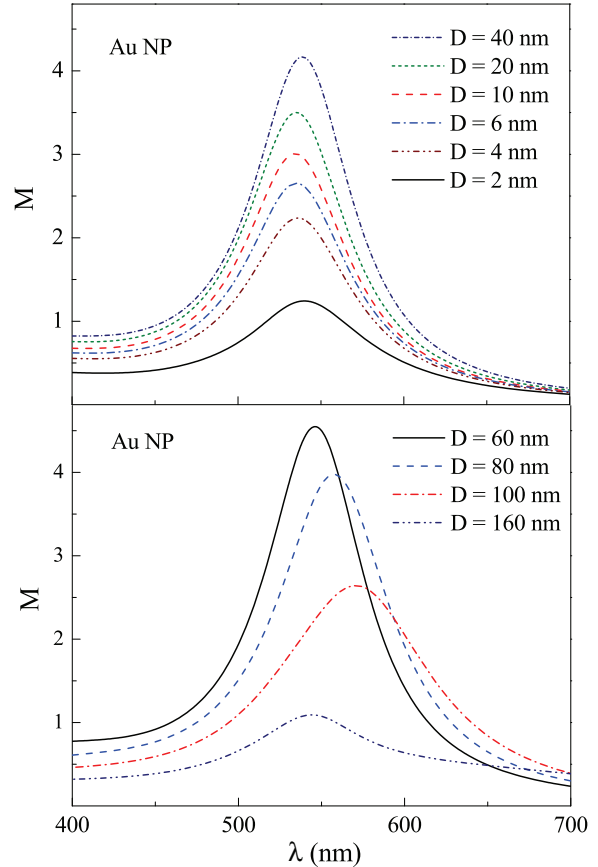 Au NP
D = 40 nm
D = 20 nm
D = 10 nm
D = 6 nm
D = 4 nm
D = 2 nm
4
3
2
1
M
Au NP
D = 60 nm
D = 80 nm
D = 100 nm
D = 160 nm
4
3
2
1
M
400 500 600 700
λ (nm)